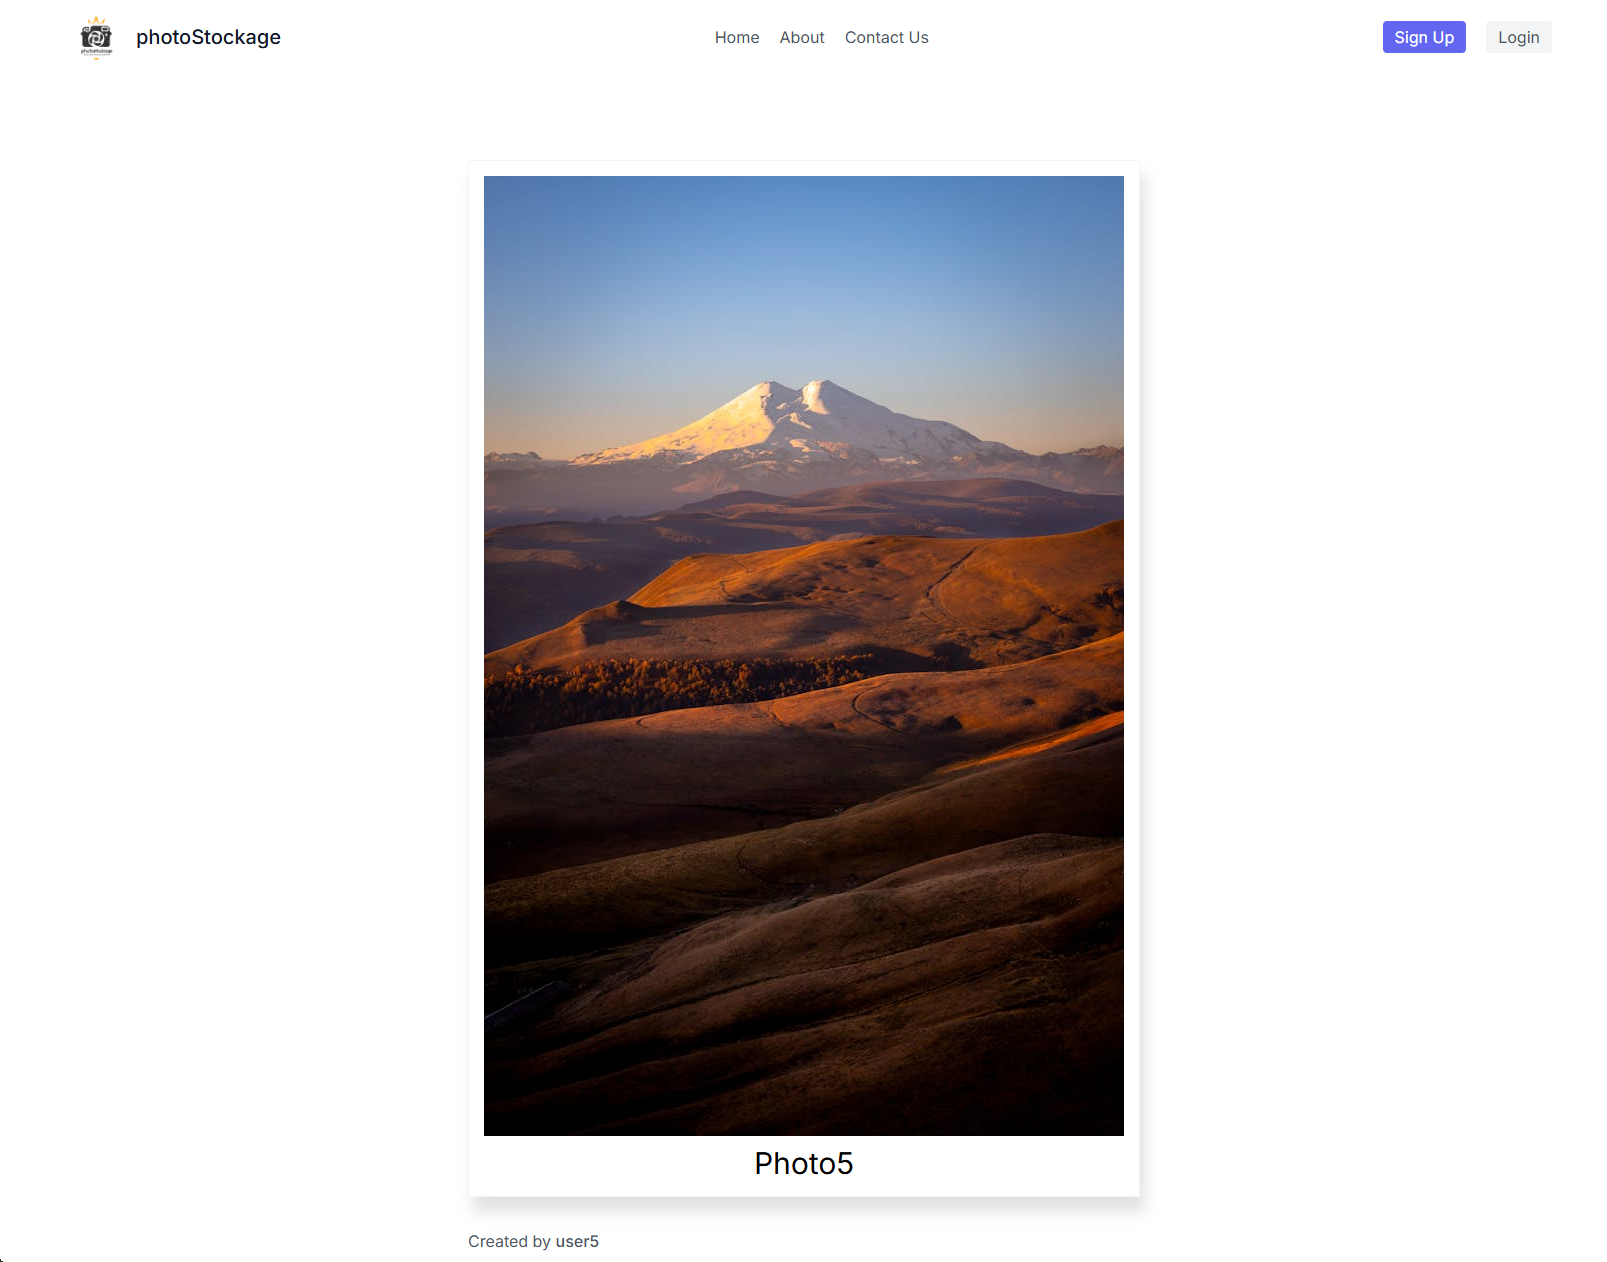 photoStockage
Home
About
Contact Us
Sign Up
Login
Photo5
Created by user5